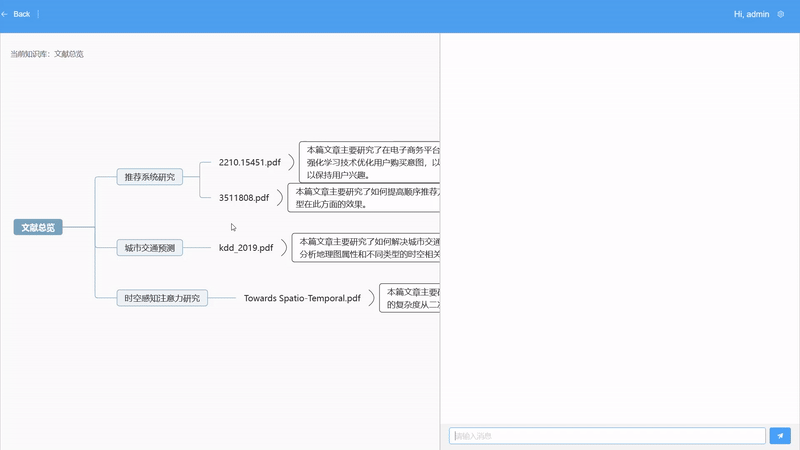 Back
Hi, admin
当前知识库：文献总览
本篇文章主要研究了在电子商务平台
强化学习技术优化用户购买意图，以
以保持用户兴趣。
2210.15451.pdf
推荐系统研究
3511808.pdf
本篇文章主要研究了如何提高顺序推荐
型在此方面的效果。
文献总览
城市交通预测
kdd_2019.pdf
本篇文章主要研究了如何解决城市交通
分析地理图属性和不同类型的时空相关
时空感知注意力研究
Towards Spatio-Temporal.pdf
本篇文章主要
的复杂度从二
请输入消息